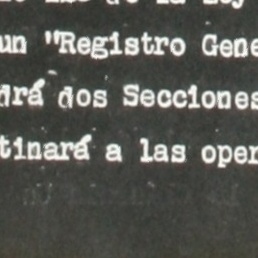 un "Registro Gene
drá dos Secciones
tinará a las oper